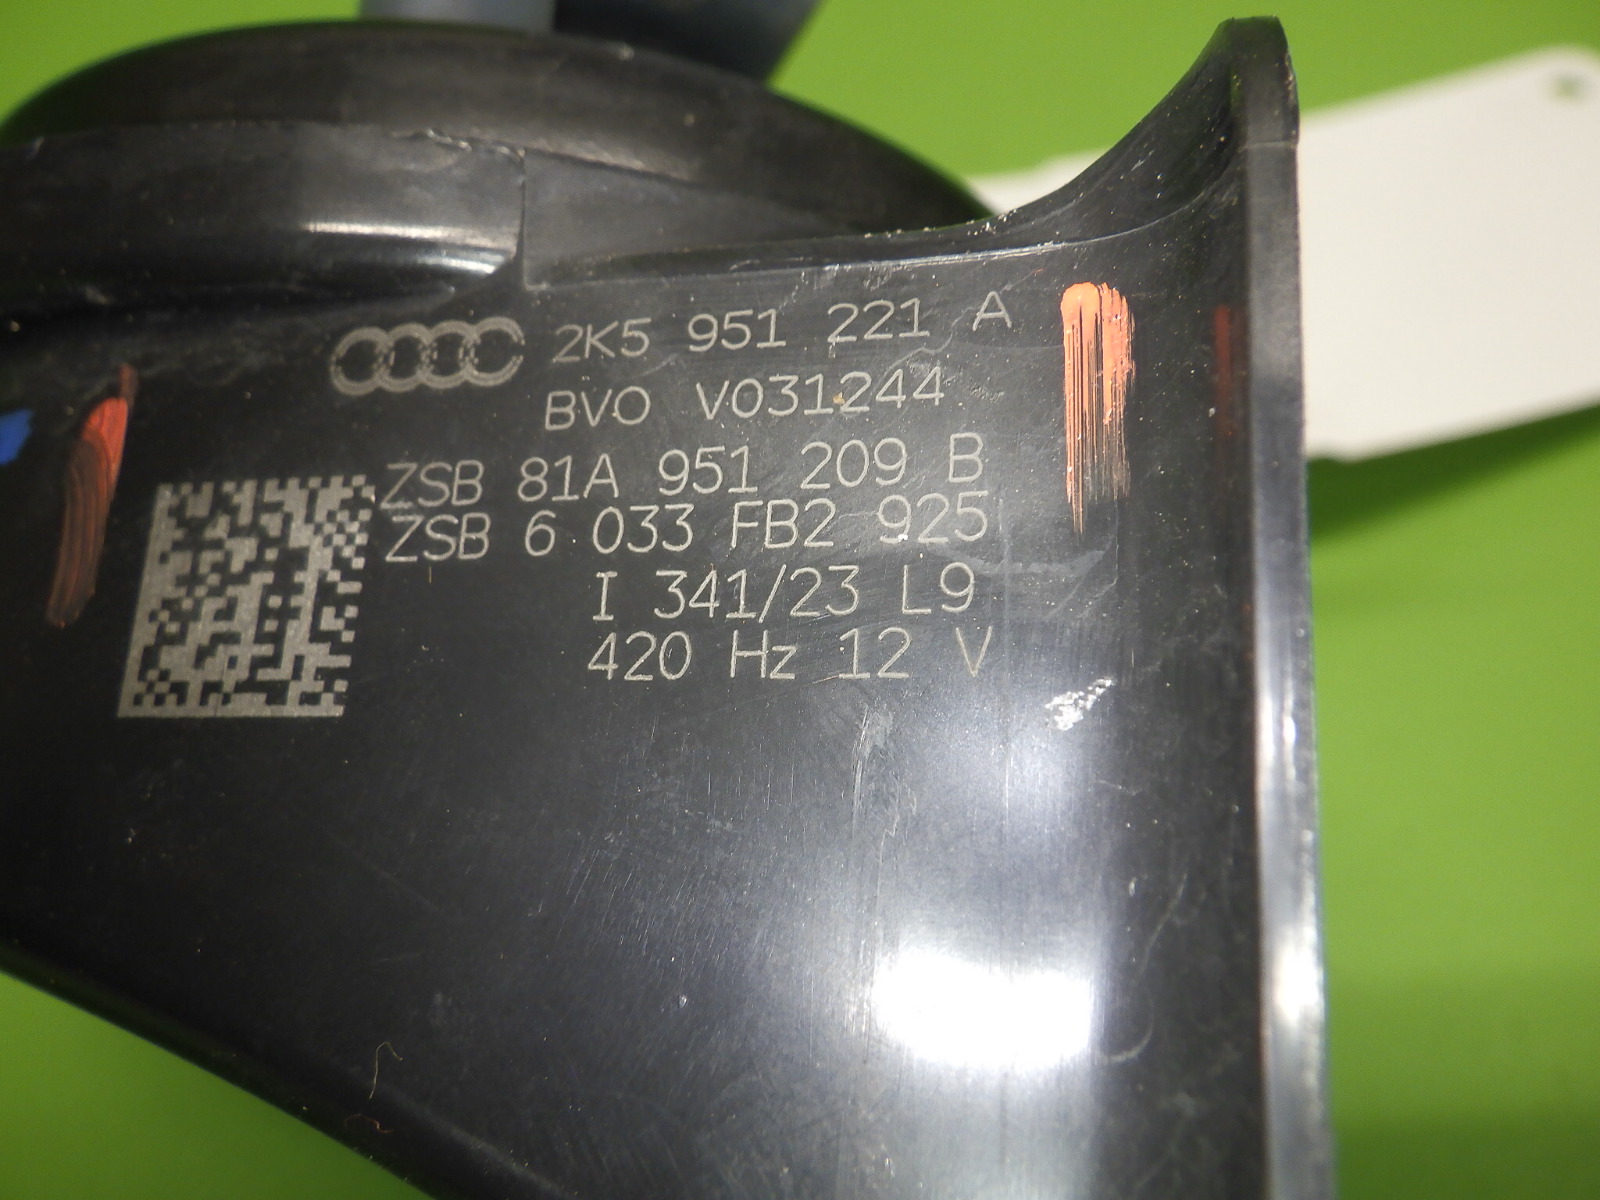 2K5 951 221 A
BVO V031244
ZSB 81A 951 209 B
ZSB 6 033 FB2 925
I 341/23 L9
420 Hz 12 V